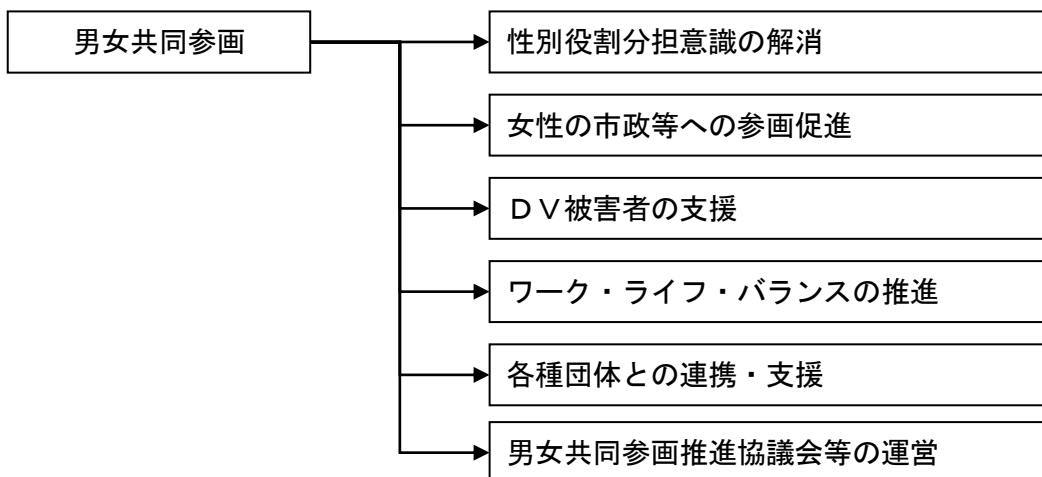 男女共同参画
性別役割分担意識の解消
女性の市政等への参画促進
ＤＶ被害者の支援
ワーク・ライフ・バランスの推進
各種団体との連携・支援
男女共同参画推進協議会等の運営